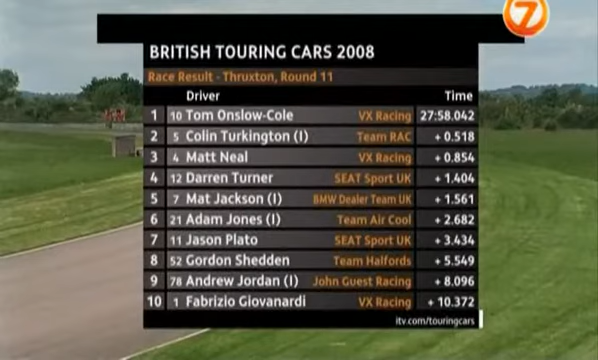 7
BRITISH TOURING CARS 2008
Race Result - Thruxton, Round 11
Driver Time
1 10 Tom Onslow-Cole VX Racing 27:58.042
2 5 Colin Turkington (I) Team RAC + 0.518
3 4 Matt Neal VX Racing + 0.854
4 12 Darren Turner SEAT Sport UK + 1.404
5 7 Mat Jackson (I) BMW Dealer Team UK + 1.561
6 21 Adam Jones (I) Team Air Cool + 2.682
7 11 Jason Plato SEAT Sport UK + 3.434
8 52 Gordon Shedden Team Halfords + 5.549
9 78 Andrew Jordan (I) John Guest Racing + 8.096
10 1 Fabrizio Giovanardi VX Racing + 10.372
itv.com/touringcars